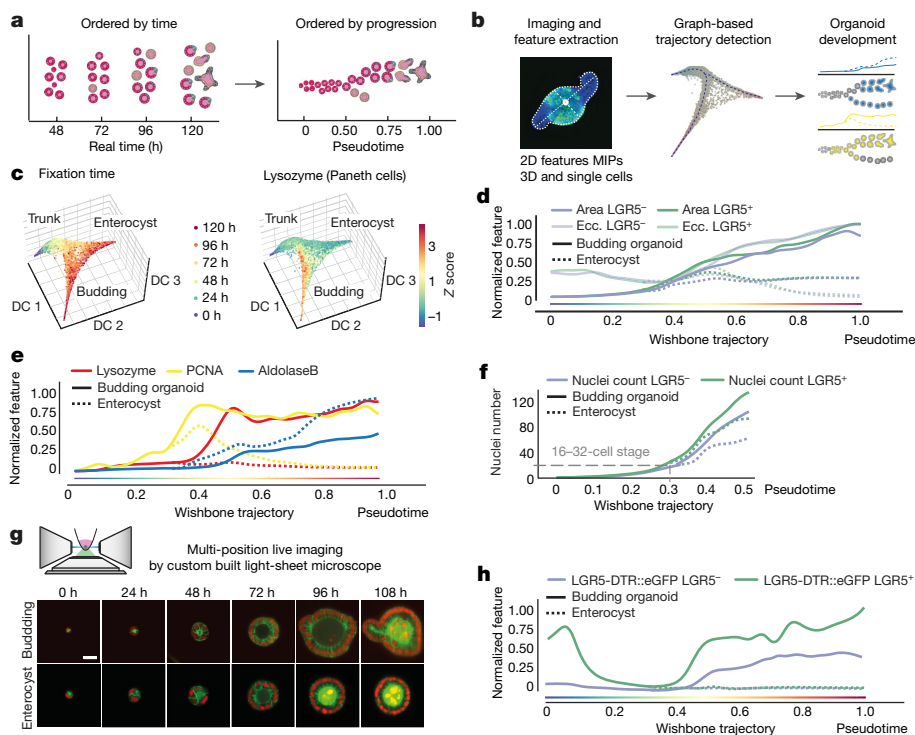 a
Ordered by time
Ordered by progression
48
72
96
120
Real time (h)
0
0.50
0.75
1.00
Pseudotime
b
Imaging and
feature extraction
Graph-based
trajectory detection
Organoid
development
2D features MIPs
3D and single cells
c
Fixation time
Lysozyme (Paneth cells)
Trunk
Enterocyst
Budding
DC 1
DC 2
DC 3
120 h
96 h
72 h
48 h
24 h
0 h
Trunk
Enterocyst
Budding
DC 1
DC 2
DC 3
3
1
−1
Z score
d
Area LGR5−
Area LGR5+
Ecc. LGR5−
Ecc. LGR5+
Budding organoid
Enterocyst
Normalized feature
1.00
0.75
0.50
0.25
0
0
0.2
0.4
0.6
0.8
1.0
Wishbone trajectory
Pseudotime
e
Lysozyme
PCNA
AldolaseB
Budding organoid
Enterocyst
Normalized feature
1.00
0.75
0.50
0.25
0
0
0.2
0.4
0.6
0.8
1.0
Wishbone trajectory
Pseudotime
f
Nuclei count LGR5−
Nuclei count LGR5+
Budding organoid
Enterocyst
Nuclei number
120
80
40
0
16–32-cell stage
0
0.1
0.2
0.3
0.4
0.5
Pseudotime
Wishbone trajectory
g
Multi-position live imaging
by custom built light-sheet microscope
0 h
24 h
48 h
72 h
96 h
108 h
Buddding
Enterocyst
h
LGR5-DTR::eGFP LGR5−
LGR5-DTR::eGFP LGR5+
Budding organoid
Enterocyst
Normalized feature
1.00
0.75
0.50
0.25
0
0
0.2
0.4
0.6
0.8
1.0
Wishbone trajectory
Pseudotime